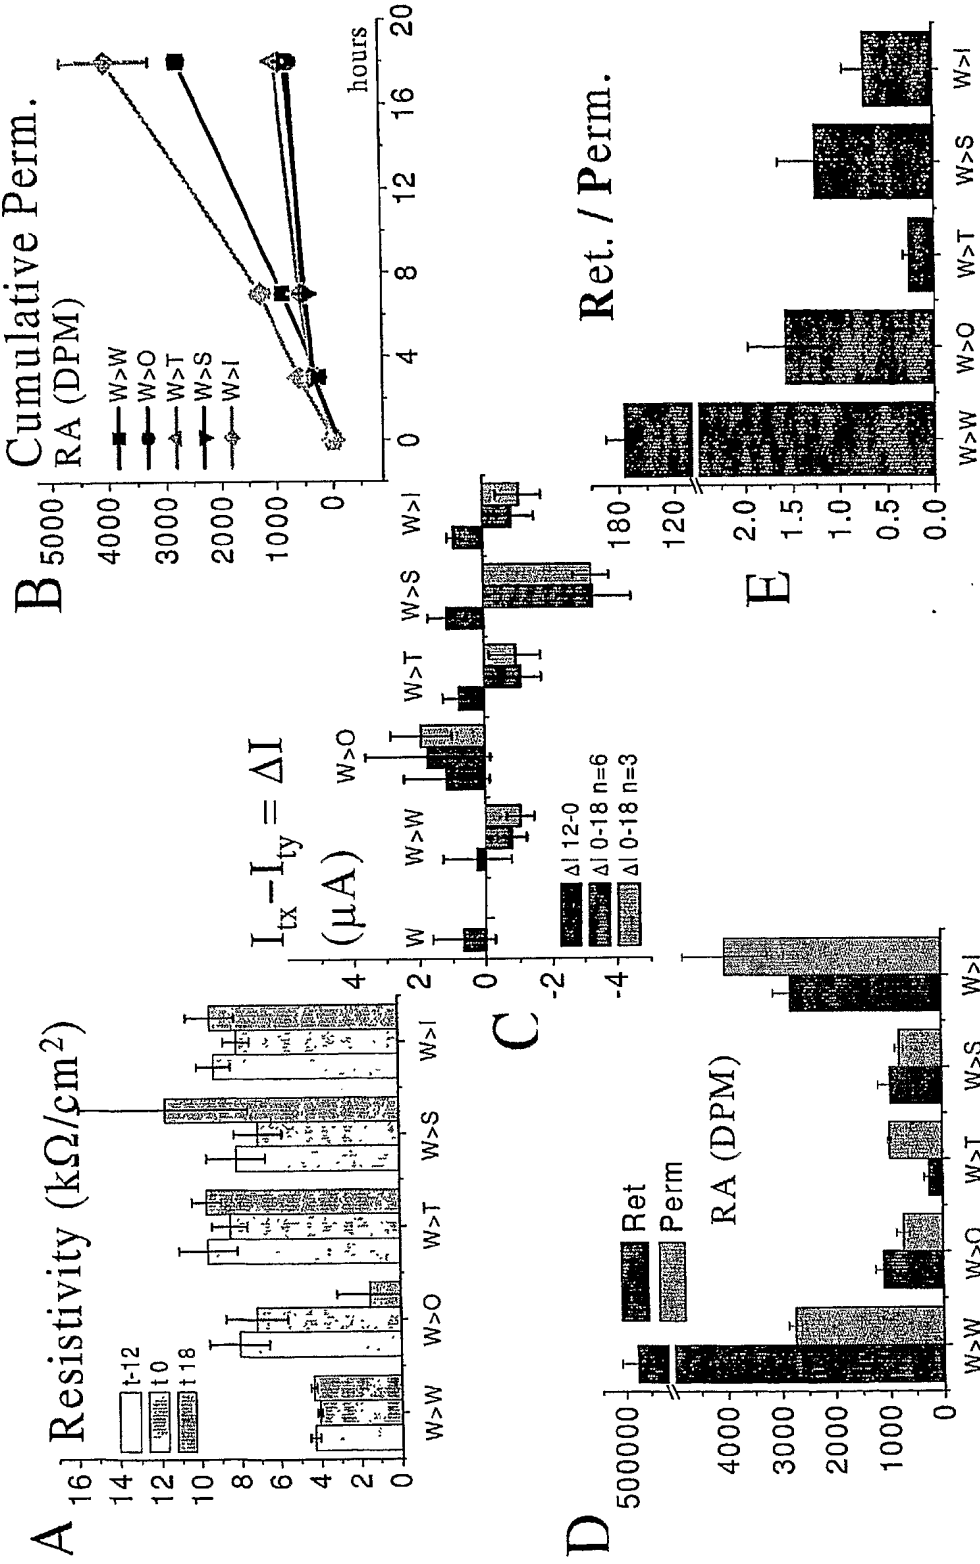 A
Resistivity (kΩ/cm²)
t-12
t 0
t 18
16
14
12
10
8
6
4
2
0
W>W
W>O
W>T
W>S
W>I
B
Cumulative Perm.
RA (DPM)
5000
4000
3000
2000
1000
0
W>W
W>O
W>T
W>S
W>I
0
4
8
12
16
20
hours
C
Itx−Ity = ΔI
(µA)
4
2
0
-2
-4
W
W>W
W>O
W>T
W>S
W>I
ΔI 12-0
ΔI 0-18 n=6
ΔI 0-18 n=3
D
Ret
Perm
RA (DPM)
500000
4000
3000
2000
1000
0
W>W
W>O
W>T
W>S
W>I
E
Ret. / Perm.
180
120
2.0
1.5
1.0
0.5
0.0
W>W
W>O
W>T
W>S
W>I